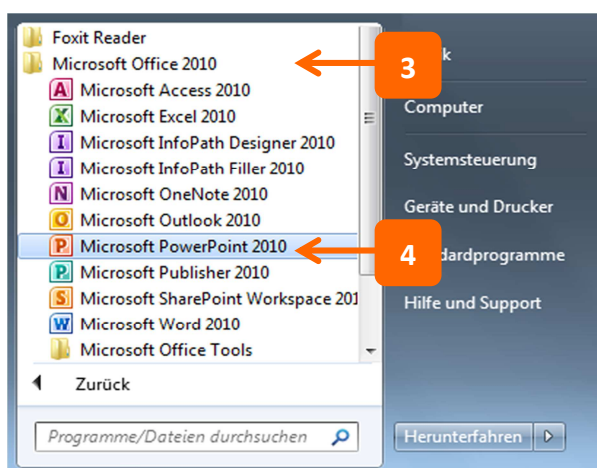 Foxit Reader
Microsoft Office 2010
Microsoft Access 2010
Microsoft Excel 2010
Microsoft InfoPath Designer 2010
Microsoft InfoPath Filler 2010
Microsoft OneNote 2010
Microsoft Outlook 2010
Microsoft PowerPoint 2010
Microsoft Publisher 2010
Microsoft SharePoint Workspace 201
Microsoft Word 2010
Microsoft Office Tools
Zurück
Programme/Dateien durchsuchen
3
4
k
Computer
Systemsteuerung
Geräte und Drucker
dardprogramme
Hilfe und Support
Herunterfahren